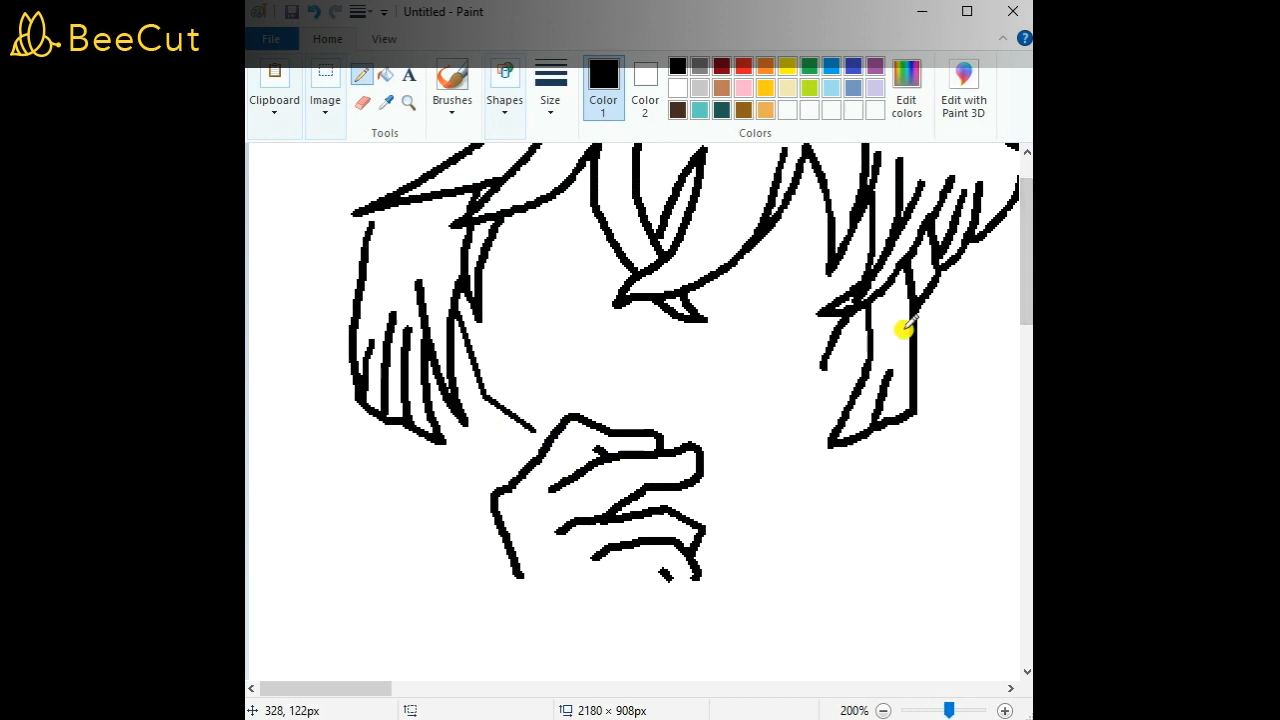 BeeCut
Untitled - Paint
File Home View
Clipboard
Image
A
Tools
Brushes
Shapes
Size
Color
1
Color
2
Edit
colors
Edit with
Paint 3D
Colors
?
328, 122px
2180 × 908px
200%